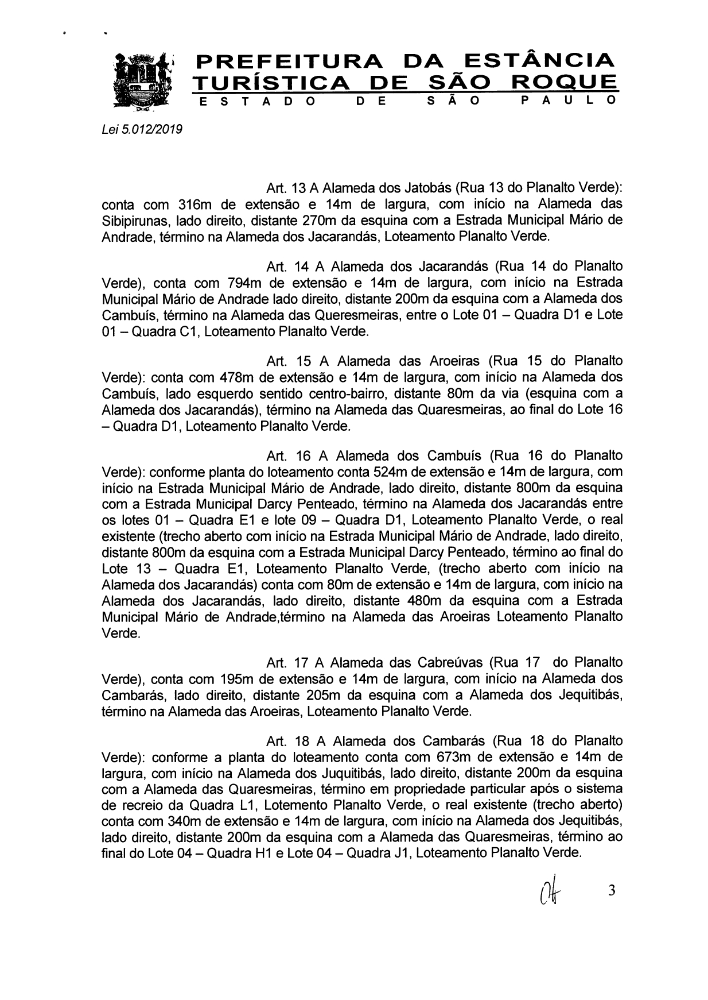 PREFEITURA DA ESTÂNCIA
TURÍSTICA DE SÃO ROQUE
ESTADO DE SÃO PAULO
Lei 5.012/2019
Art. 13 A Alameda dos Jatobás (Rua 13 do Planalto Verde):
conta com 316m de extensão e 14m de largura, com início na Alameda das
Sibipirunas, lado direito, distante 270m da esquina com a Estrada Municipal Mário de
Andrade, término na Alameda dos Jacarandás, Loteamento Planalto Verde.
Art. 14 A Alameda dos Jacarandás (Rua 14 do Planalto
Verde), conta com 794m de extensão e 14m de largura, com início na Estrada
Municipal Mário de Andrade lado direito, distante 200m da esquina com a Alameda dos
Cambuís, término na Alameda das Queresmeiras, entre o Lote 01 – Quadra D1 e Lote
01 – Quadra C1, Loteamento Planalto Verde.
Art. 15 A Alameda das Aroeiras (Rua 15 do Planalto
Verde): conta com 478m de extensão e 14m de largura, com início na Alameda dos
Cambuís, lado esquerdo sentido centro-bairro, distante 80m da via (esquina com a
Alameda dos Jacarandás), término na Alameda das Quaresmeiras, ao final do Lote 16
– Quadra D1, Loteamento Planalto Verde.
Art. 16 A Alameda dos Cambuís (Rua 16 do Planalto
Verde): conforme planta do loteamento conta 524m de extensão e 14m de largura, com
início na Estrada Municipal Mário de Andrade, lado direito, distante 800m da esquina
com a Estrada Municipal Darcy Penteado, término na Alameda dos Jacarandás entre
os lotes 01 – Quadra E1 e lote 09 – Quadra D1, Loteamento Planalto Verde, o real
existente (trecho aberto com início na Estrada Municipal Mário de Andrade, lado direito,
distante 800m da esquina com a Estrada Municipal Darcy Penteado, término ao final do
Lote 13 – Quadra E1, Loteamento Planalto Verde, (trecho aberto com início na
Alameda dos Jacarandás) conta com 80m de extensão e 14m de largura, com início na
Alameda dos Jacarandás, lado direito, distante 480m da esquina com a Estrada
Municipal Mário de Andrade,término na Alameda das Aroeiras Loteamento Planalto
Verde.
Art. 17 A Alameda das Cabreúvas (Rua 17 do Planalto
Verde), conta com 195m de extensão e 14m de largura, com início na Alameda dos
Cambarás, lado direito, distante 205m da esquina com a Alameda dos Jequitibás,
término na Alameda das Aroeiras, Loteamento Planalto Verde.
Art. 18 A Alameda dos Cambarás (Rua 18 do Planalto
Verde): conforme a planta do loteamento conta com 673m de extensão e 14m de
largura, com início na Alameda dos Juquitibás, lado direito, distante 200m da esquina
com a Alameda das Quaresmeiras, término em propriedade particular após o sistema
de recreio da Quadra L1, Lotemento Planalto Verde, o real existente (trecho aberto)
conta com 340m de extensão e 14m de largura, com início na Alameda dos Jequitibás,
lado direito, distante 200m da esquina com a Alameda das Quaresmeiras, término ao
final do Lote 04 – Quadra H1 e Lote 04 – Quadra J1, Loteamento Planalto Verde.
3